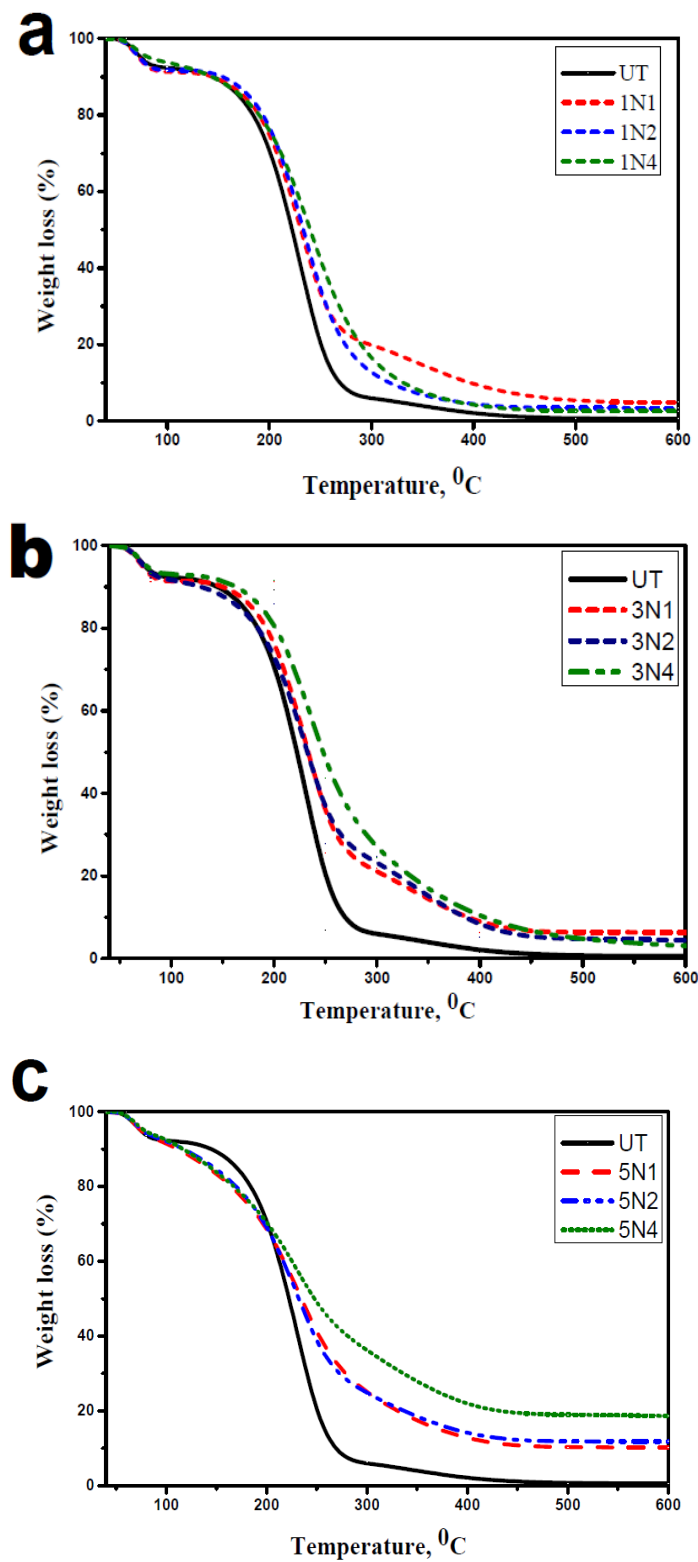 a
100
80
60
40
20
0
Weight loss (%)
UT
1N1
1N2
1N4
100 200 300 400 500 600
Temperature, ⁰C
b
100
80
60
40
20
0
Weight loss (%)
UT
3N1
3N2
3N4
100 200 300 400 500 600
Temperature, ⁰C
c
100
80
60
40
20
0
Weight loss (%)
UT
5N1
5N2
5N4
100 200 300 400 500 600
Temperature, ⁰C